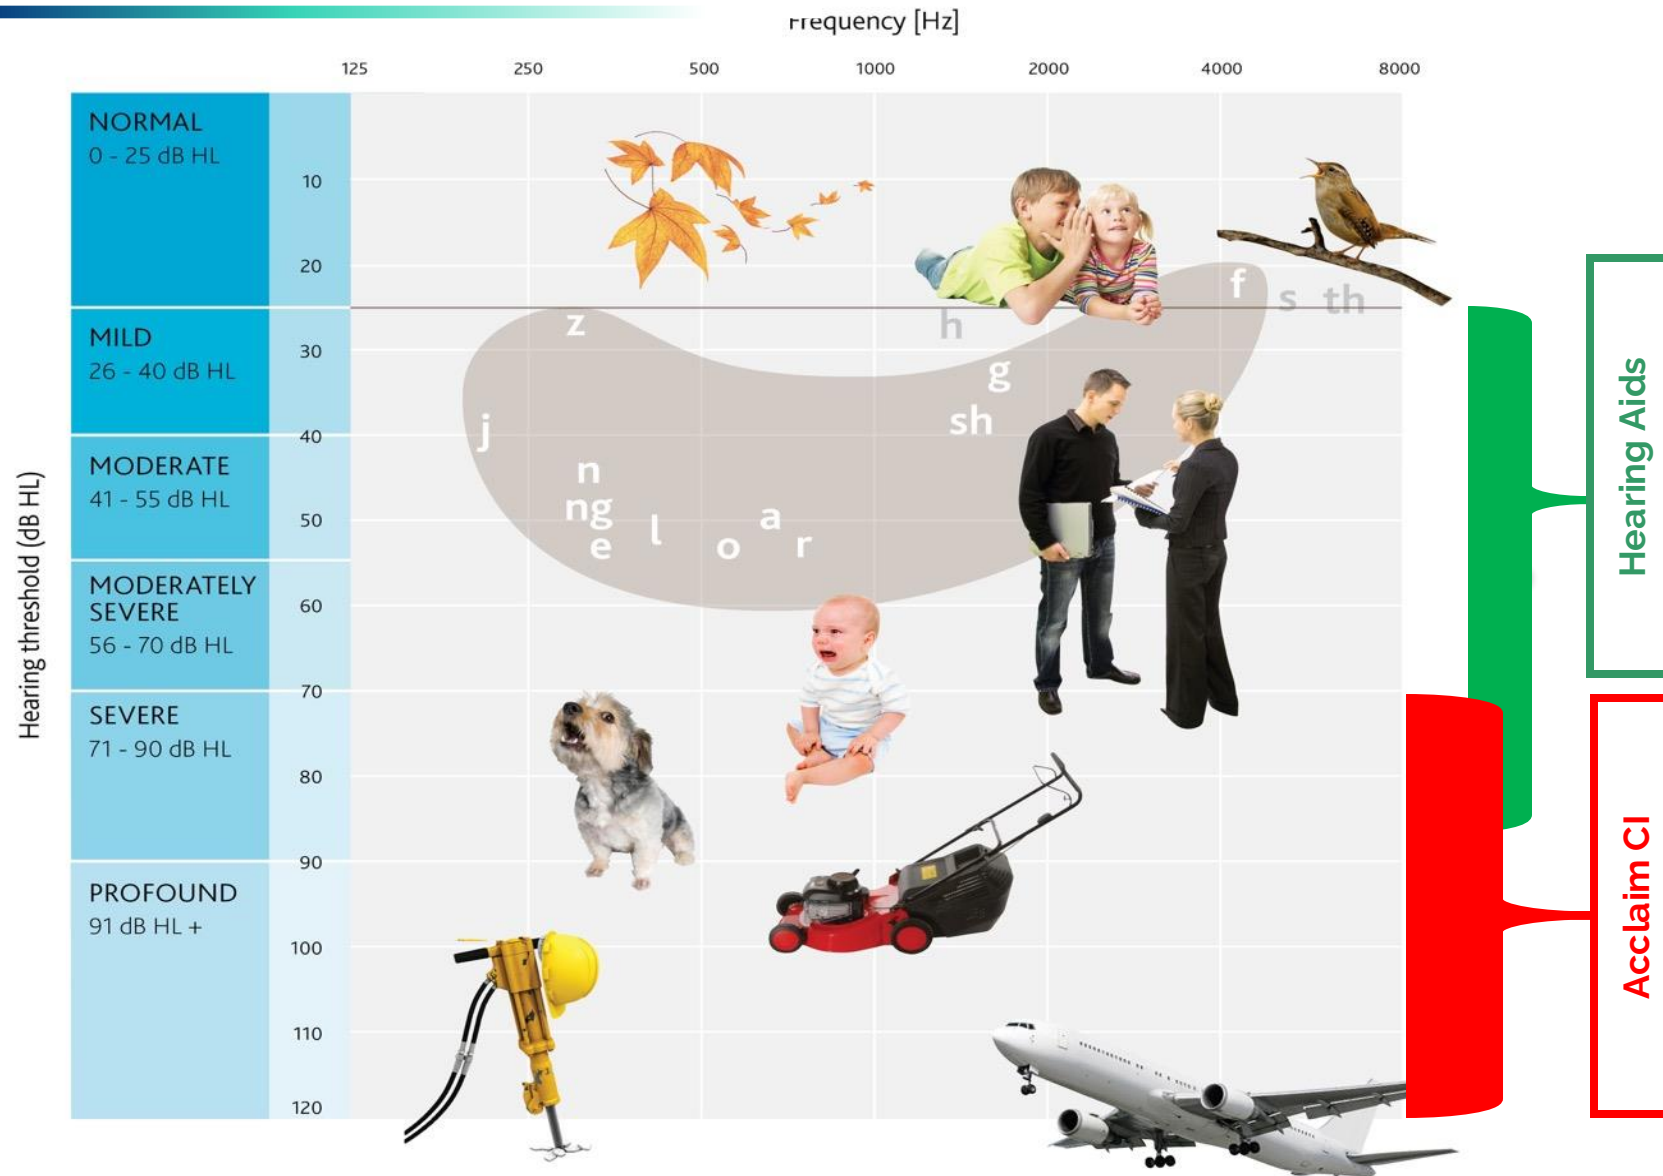 Frequency [Hz]
125 250 500 1000 2000 4000 8000
Hearing threshold (dB HL)
NORMAL
0 - 25 dB HL
MILD
26 - 40 dB HL
MODERATE
41 - 55 dB HL
MODERATELY
SEVERE
56 - 70 dB HL
SEVERE
71 - 90 dB HL
PROFOUND
91 dB HL +
10
20
30
40
50
60
70
80
90
100
110
120
f s th
z h
g
j sh
n
ng l a
e o r
Hearing Aids
Acclaim CI